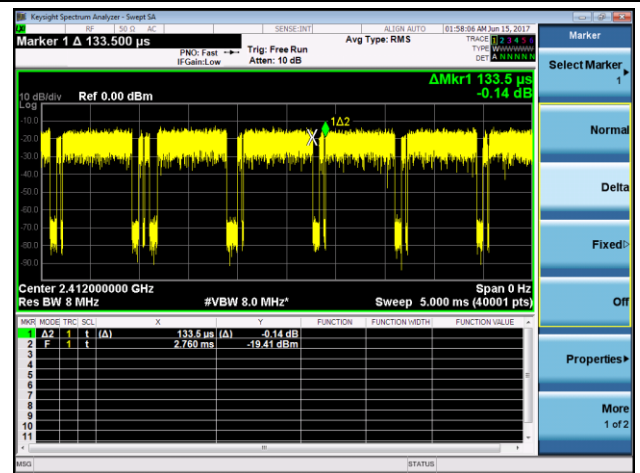 Keysight Spectrum Analyzer - Swept SA
RF 50 Ω AC SENSE:INT ALIGN AUTO 01:58:06 AM Jun 15, 2017
Marker 1 Δ 133.500 µs
PNO: Fast
IFGain:Low
Trig: Free Run
Atten: 10 dB
Avg Type: RMS
TRACE 1 2 3 4 5 6
TYPE WWWWWW
DET A N N N N N
ΔMkr1 133.5 µs
-0.14 dB
10 dB/div Ref 0.00 dBm
Log
-10.0
-20.0
-30.0
-40.0
-50.0
-60.0
-70.0
-80.0
-90.0
1Δ2
X
Center 2.412000000 GHz Span 0 Hz
Res BW 8 MHz #VBW 8.0 MHz* Sweep 5.000 ms (40001 pts)
MKR MODE TRC SCL X Y FUNCTION FUNCTION WIDTH FUNCTION VALUE
1 Δ2 1 t (Δ) 133.5 µs (Δ) -0.14 dB
2 F 1 t 2.760 ms -19.41 dBm
3
4
5
6
7
8
9
10
11
MSG STATUS
Marker
Select Marker
1
Normal
Delta
Fixed
Off
Properties
More
1 of 2